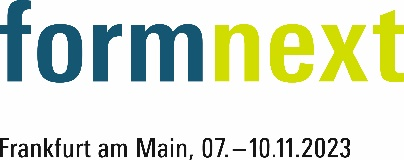 formnext
Frankfurt am Main, 07. – 10.11.2023